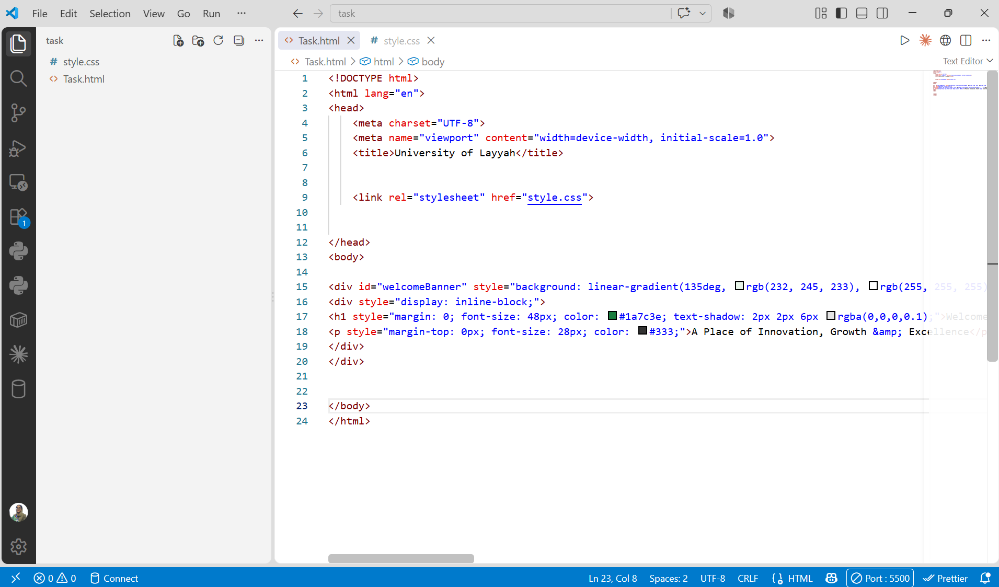 File Edit Selection View Go Run ···
task
task
style.css
Task.html
Task.html
# style.css
Task.html > html > body
Text Editor
1 <!DOCTYPE html>
2 <html lang="en">
3 <head>
4 <meta charset="UTF-8">
5 <meta name="viewport" content="width=device-width, initial-scale=1.0">
6 <title>University of Layyah</title>
7
8
9 <link rel="stylesheet" href="style.css">
10
11
12 </head>
13 <body>
14
15 <div id="welcomeBanner" style="background: linear-gradient(135deg, rgb(232, 245, 233), rgb(255, 255, 255)
16 <div style="display: inline-block;">
17 <h1 style="margin: 0; font-size: 48px; color: #1a7c3e; text-shadow: 2px 2px 6px rgba(0,0,0,0.1);">Welcome
18 <p style="margin-top: 0px; font-size: 28px; color: #333;">A Place of Innovation, Growth &amp; Excellence</p
19 </div>
20 </div>
21
22
23 </body>
24 </html>
1
0 0 Connect
Ln 23, Col 8 Spaces: 2 UTF-8 CRLF {} HTML Port : 5500 Prettier